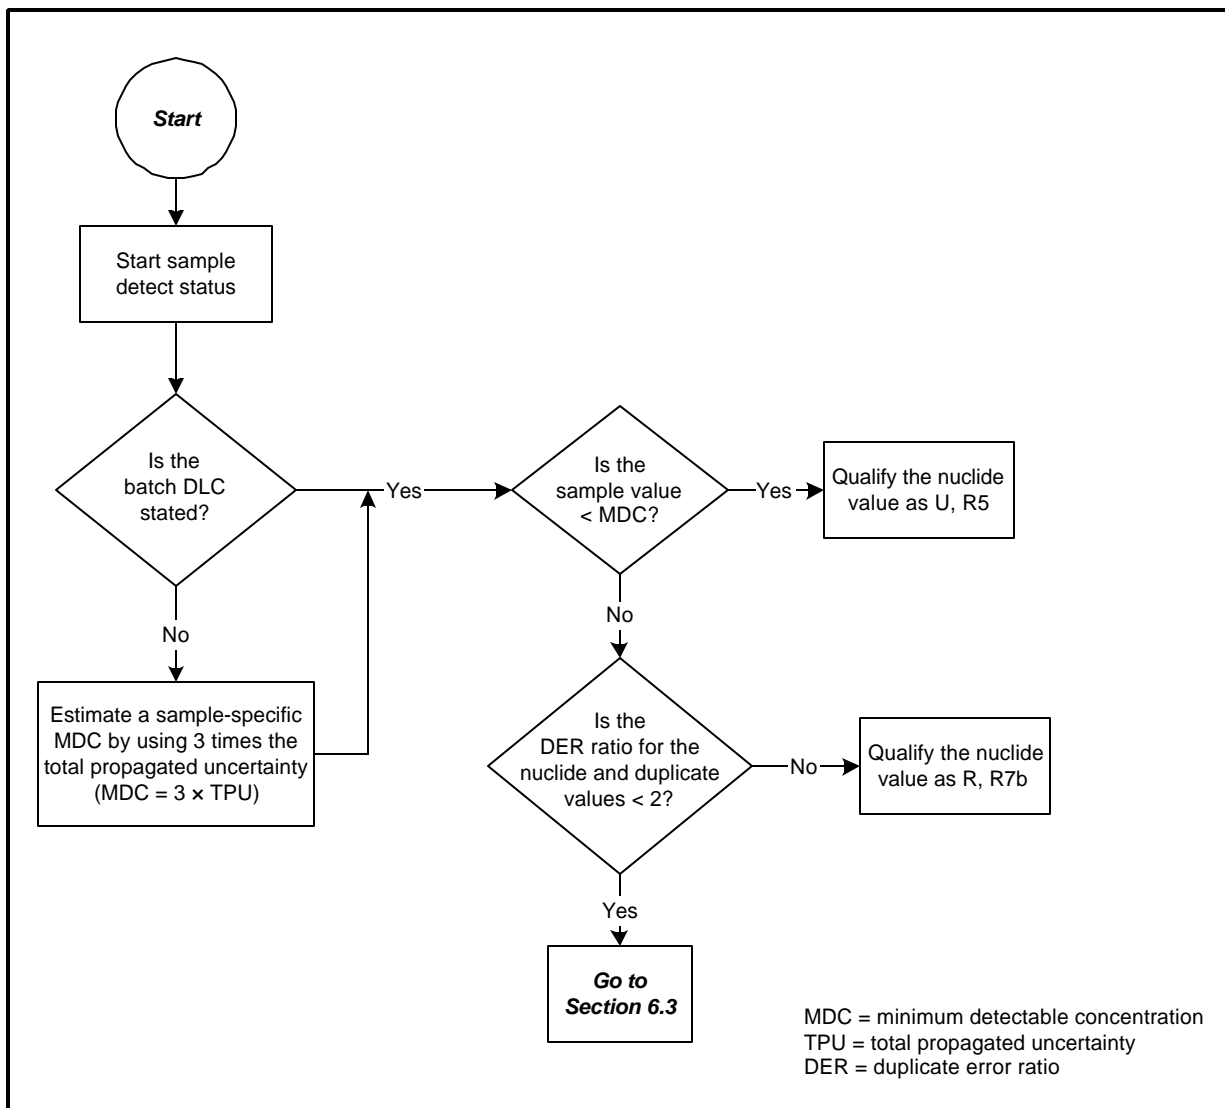 Start
Start sample
detect status
Is the
batch DLC
stated?
Yes
No
Estimate a sample-specific
MDC by using 3 times the
total propagated uncertainty
(MDC = 3 × TPU)
Is the
sample value
< MDC?
Yes
Qualify the nuclide
value as U, R5
No
Is the
DER ratio for the
nuclide and duplicate
values < 2?
No
Qualify the nuclide
value as R, R7b
Yes
Go to
Section 6.3
MDC = minimum detectable concentration
TPU = total propagated uncertainty
DER = duplicate error ratio